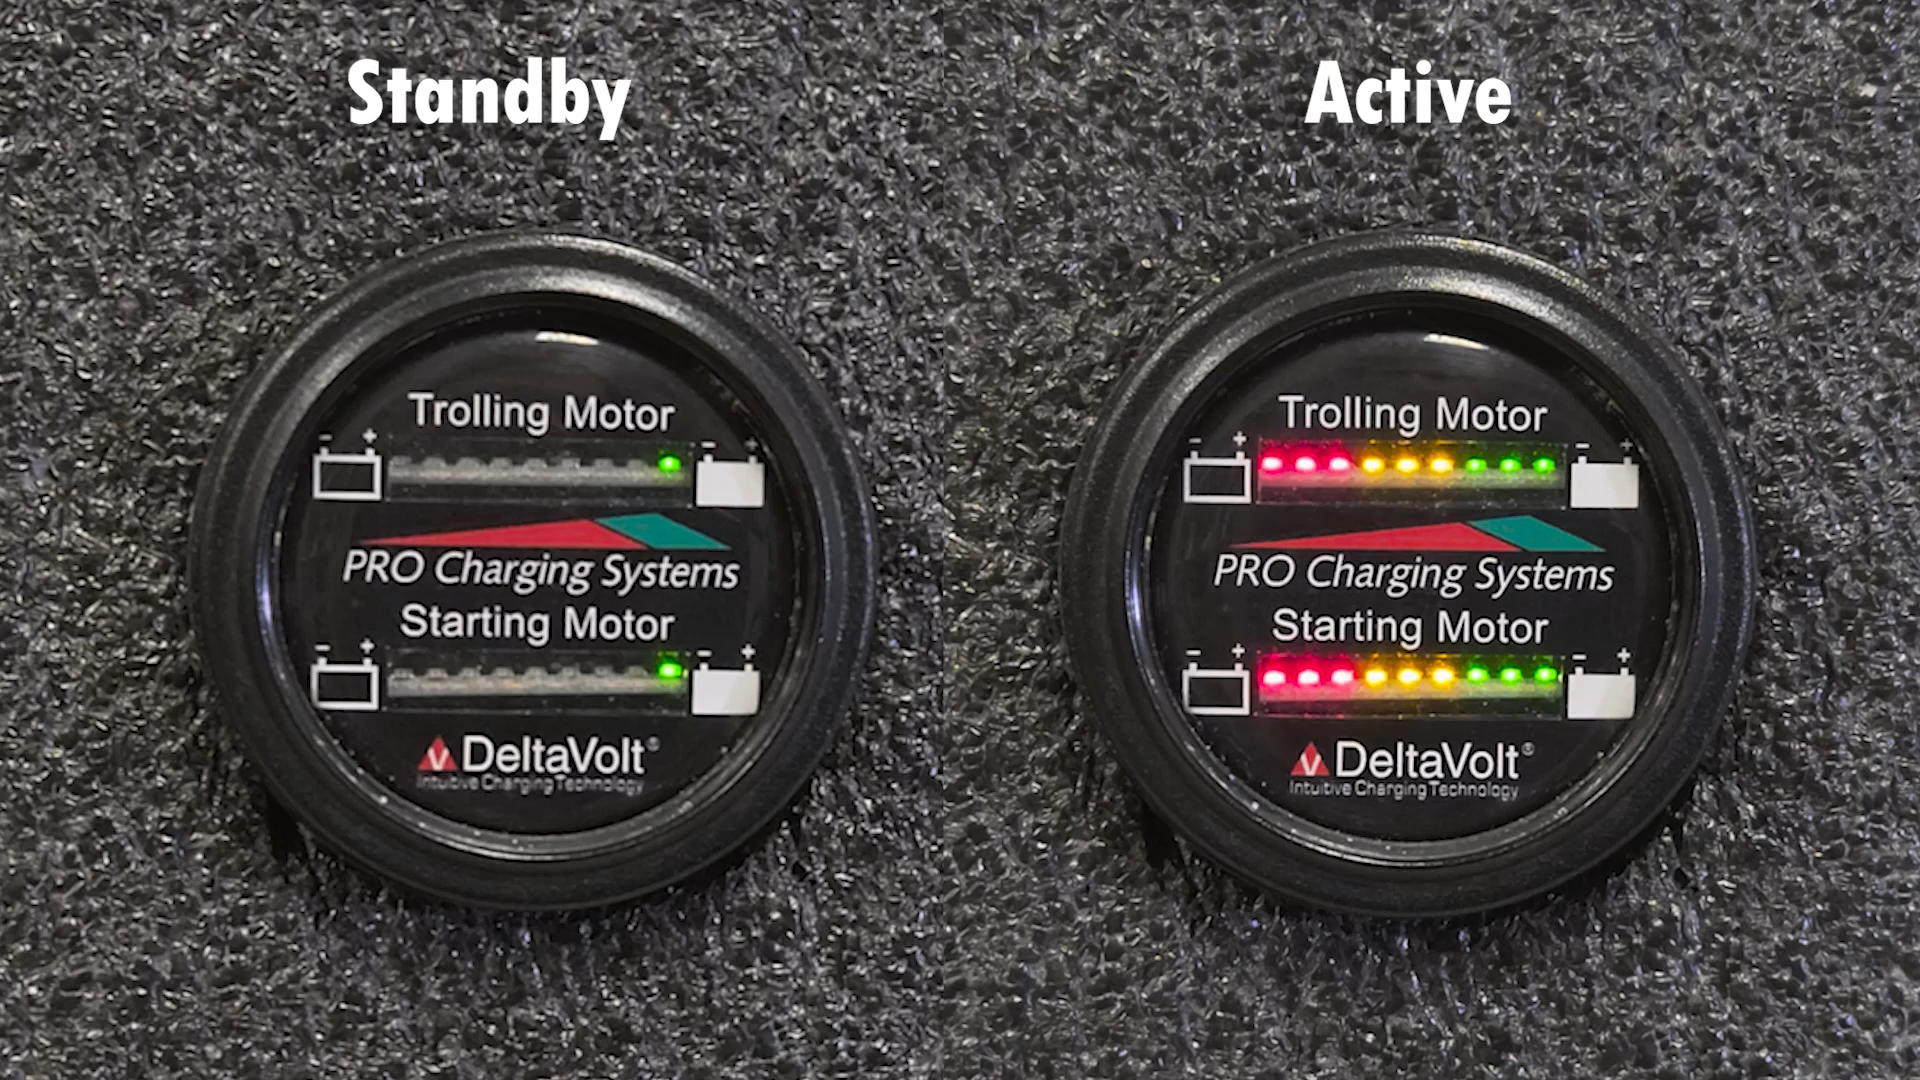 Standby
Trolling Motor
PRO Charging Systems
Starting Motor
DeltaVolt®
Intuitive Charging Technology
Active
Trolling Motor
PRO Charging Systems
Starting Motor
DeltaVolt®
Intuitive Charging Technology